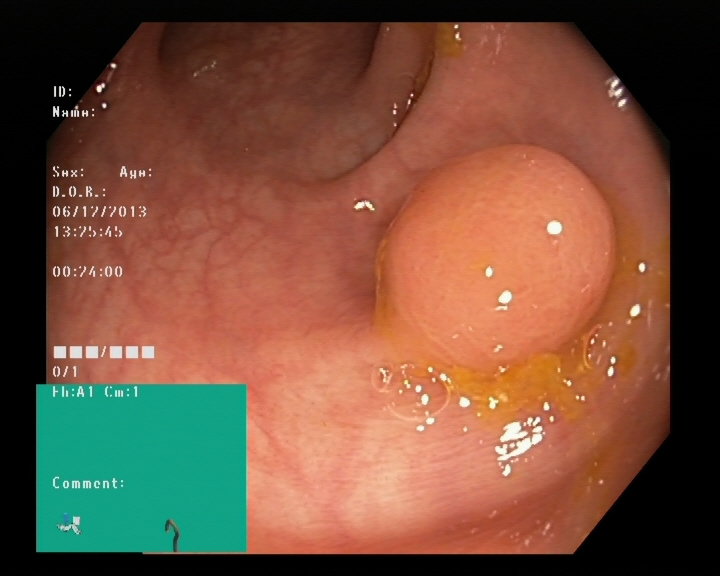 ID:
Name:
Sex: Age:
D.O.B.:
06/12/2013
13:25:45
00:24:00
■■■/■■■
0/1
Eh:A1 Cm:1
Comment: